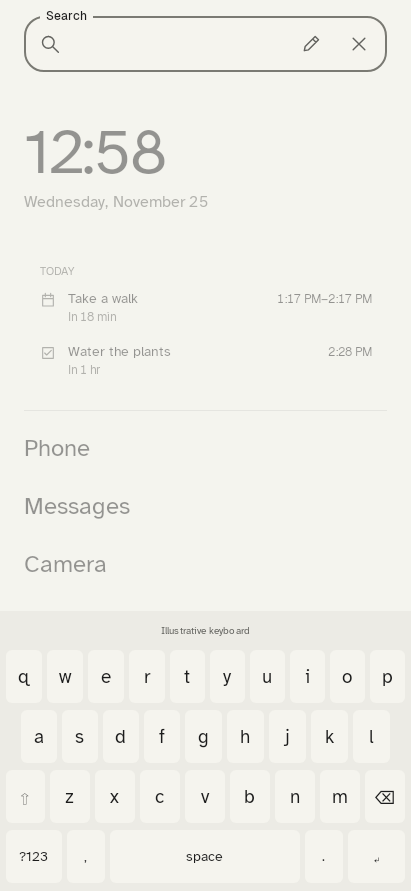 Search
12:58
Wednesday, November 25
TODAY
Take a walk 1:17 PM–2:17 PM
In 18 min
Water the plants 2:28 PM
In 1 hr
Phone
Messages
Camera
Illustrative keyboard
q w e r t y u i o p
a s d f g h j k l
z x c v b n m
?123 , space .